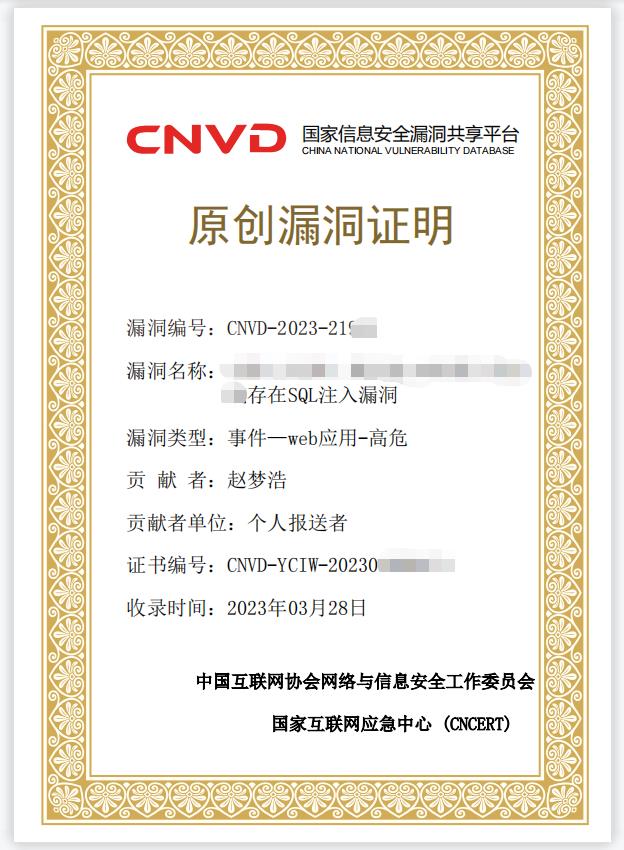 CNVD 国家信息安全漏洞共享平台
CHINA NATIONAL VULNERABILITY DATABASE
原创漏洞证明
漏洞编号：CNVD-2023-219
漏洞名称：
存在SQL注入漏洞
漏洞类型：事件—web应用-高危
贡 献 者：赵梦浩
贡献者单位：个人报送者
证书编号：CNVD-YCIW-20230
收录时间：2023年03月28日
中国互联网协会网络与信息安全工作委员会
国家互联网应急中心 (CNCERT)